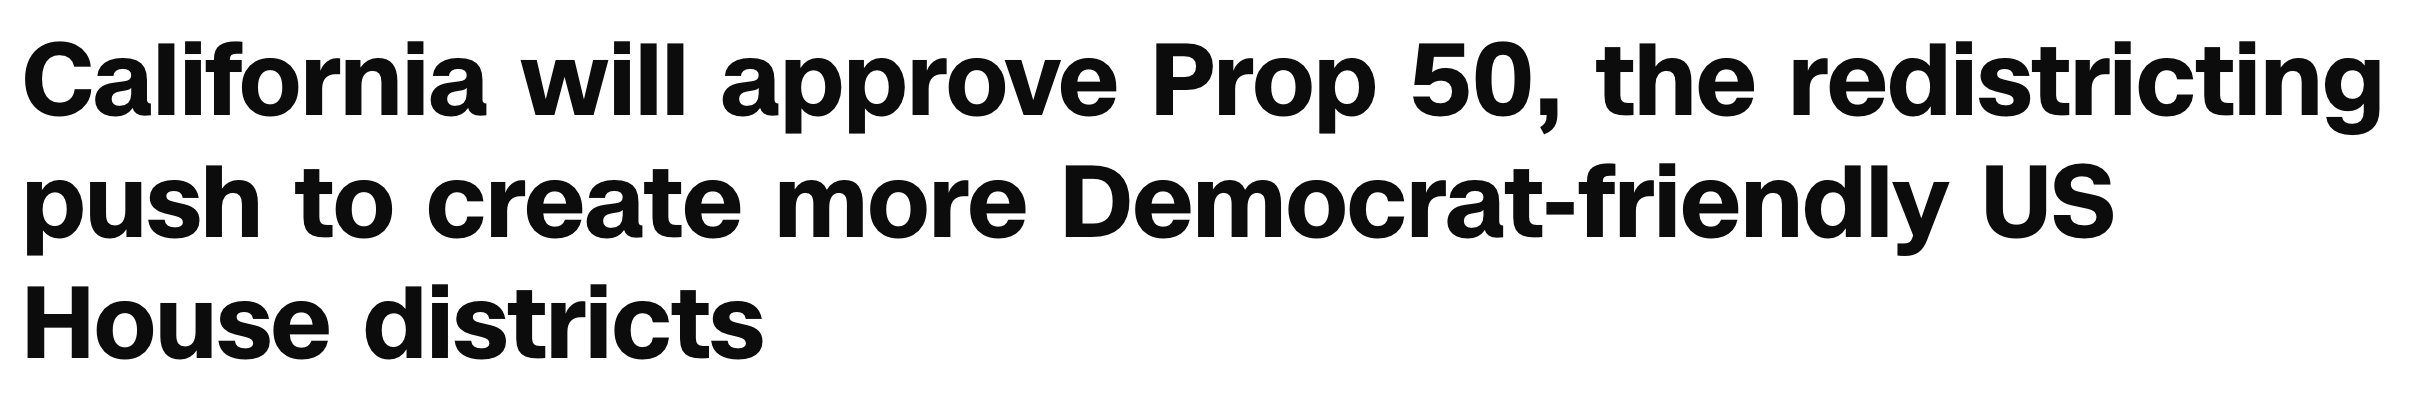 California will approve Prop 50, the redistricting
push to create more Democrat-friendly US
House districts